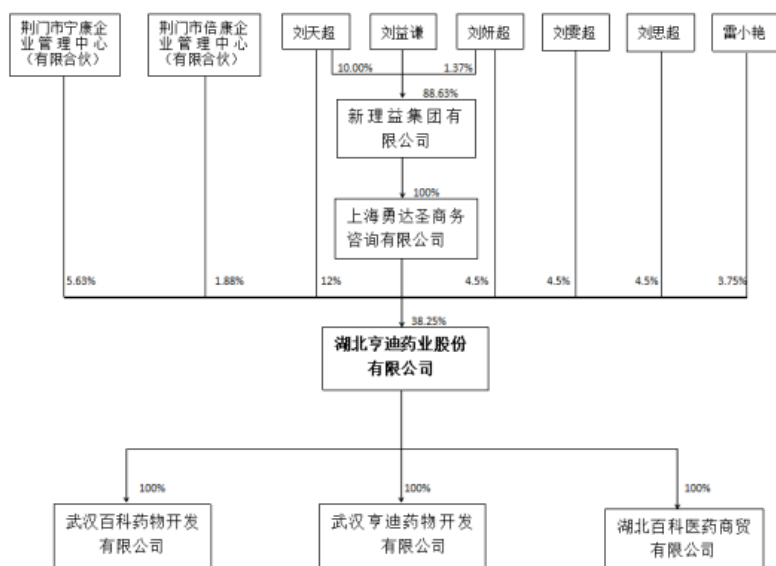 荆门市宁康企
业管理中心
（有限合伙）
荆门市倍康企
业管理中心
（有限合伙）
刘天超
刘益谦
刘妍超
刘雯超
刘思超
雷小艳
10.00%
1.37%
88.63%
新理益集团有
限公司
100%
上海勇达圣商务
咨询有限公司
5.63%
1.88%
12%
4.5%
4.5%
4.5%
3.75%
38.25%
湖北亨迪药业股份
有限公司
100%
100%
100%
武汉百科药物开发
有限公司
武汉亨迪药物开发
有限公司
湖北百科医药商贸
有限公司